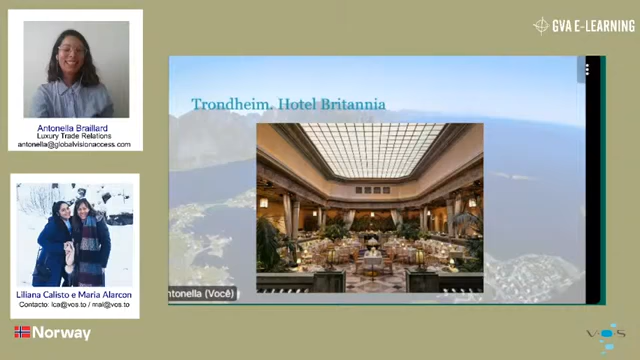 GVA E-LEARNING
Antonella Braillard
Luxury Trade Relations
antonella@globalvisionaccess.com
Trondheim. Hotel Britannia
Liliana Calisto e Maria Alarcon
Contacto: lca@vos.to / mal@vos.to
ntonella (Você)
Norway
VOS